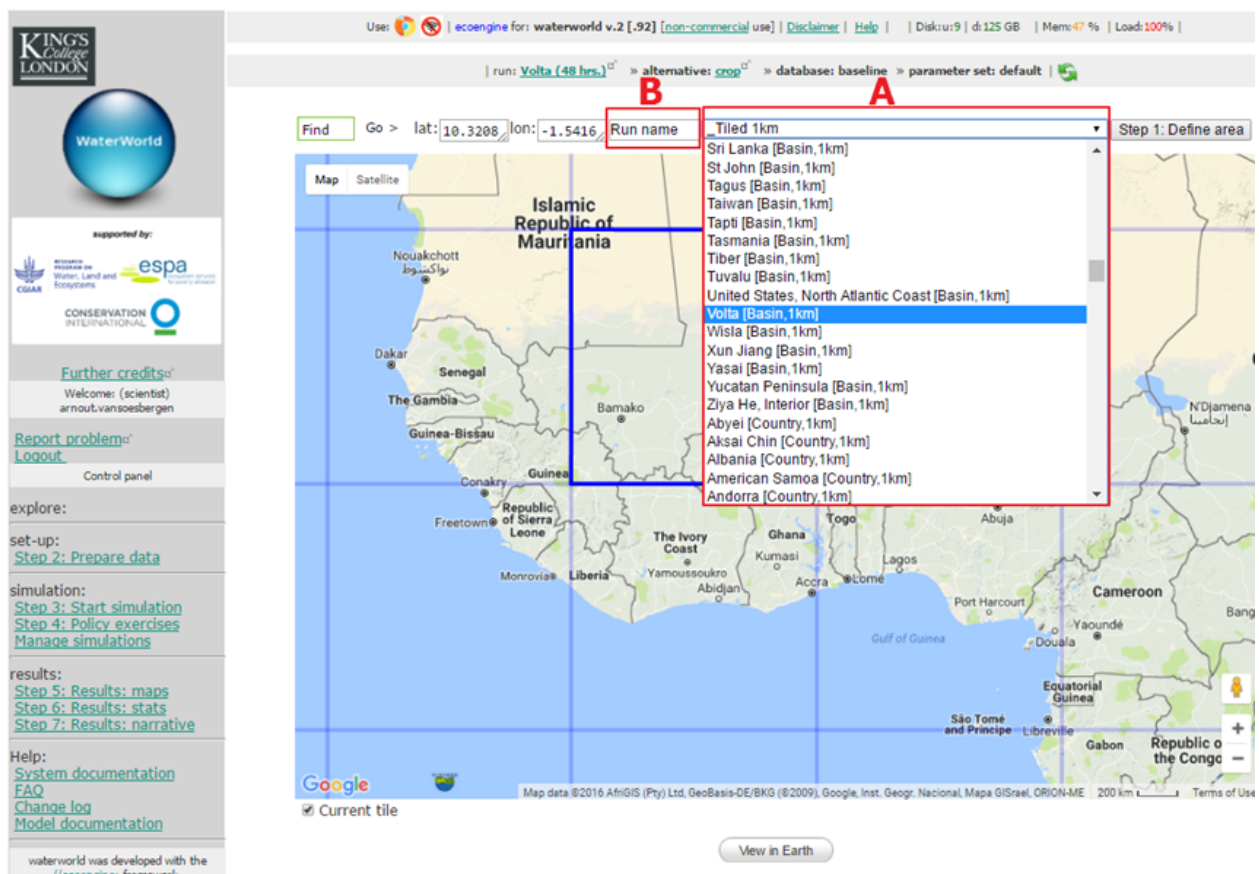 KING'S
College
LONDON
WaterWorld
supported by:
CGIAR
RESEARCH PROGRAM ON
Water, Land and
Ecosystems
espa
ecosystem services
for poverty alleviation
CONSERVATION
INTERNATIONAL
Further credits
Welcome: (scientist)
arnout.vansoesbergen
Report problem
Logout
Control panel
explore:
set-up:
Step 2: Prepare data
simulation:
Step 3: Start simulation
Step 4: Policy exercises
Manage simulations
results:
Step 5: Results: maps
Step 6: Results: stats
Step 7: Results: narrative
Help:
System documentation
FAQ
Change log
Model documentation
waterworld was developed with the
Use: | ecoengine for: waterworld v.2 [.92] [non-commercial use] | Disclaimer | Help | | Disk:u:9 | d:125 GB | Mem:47 % | Load:100% |
| run: Volta (48 hrs.) » alternative: crop » database: baseline » parameter set: default |
B
A
Find Go > lat: 10.3208 lon: -1.5416 Run name _Tiled 1km Step 1: Define area
Sri Lanka [Basin,1km]
St John [Basin,1km]
Tagus [Basin,1km]
Taiwan [Basin,1km]
Tapti [Basin,1km]
Tasmania [Basin,1km]
Tiber [Basin,1km]
Tuvalu [Basin,1km]
United States, North Atlantic Coast [Basin,1km]
Volta [Basin,1km]
Wisla [Basin,1km]
Xun Jiang [Basin,1km]
Yasai [Basin,1km]
Yucatan Peninsula [Basin,1km]
Ziya He, Interior [Basin,1km]
Abyei [Country,1km]
Aksai Chin [Country,1km]
Albania [Country,1km]
American Samoa [Country,1km]
Andorra [Country,1km]
Map Satellite
Islamic
Republic of
Mauritania
Nouakchott
نواكشوط
Dakar
Senegal
The Gambia
Bamako
Guinea-Bissau
Guinea
Conakry
Republic
of Sierra
Leone
Freetown
The Ivory
Coast
Yamoussoukro
Monrovia
Liberia
Abidjan
Ghana
Kumasi
Accra
Togo
Lomé
Lagos
Abuja
N'Djamena
إنجامينا
Port Harcourt
Cameroon
Bang
Yaoundé
Douala
Gulf of Guinea
Equatorial
Guinea
São Tomé
and Príncipe
Libreville
Gabon
Republic o
the Congo
+
−
Google
Map data ©2016 AfriGIS (Pty) Ltd, GeoBasis-DE/BKG (©2009), Google, Inst. Geogr. Nacional, Mapa GISrael, ORION-ME 200 km Terms of Use
Current tile
View in Earth